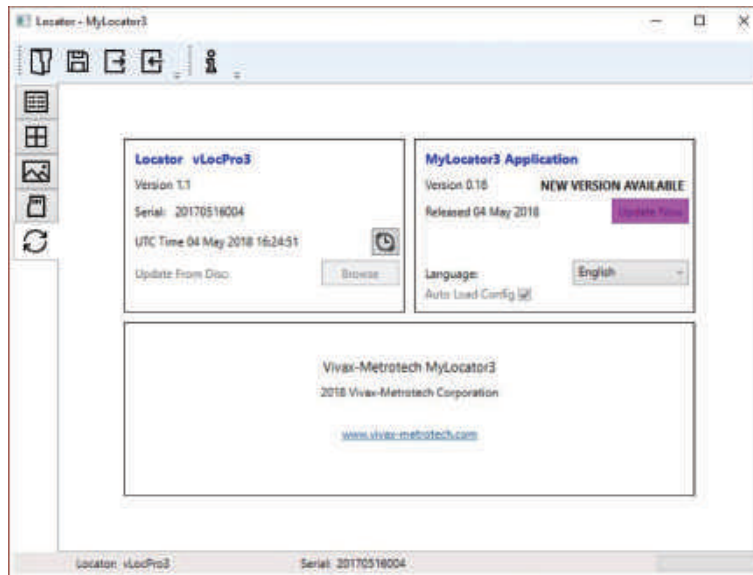 Locator - MyLocator3
Locator vLocPro3
Version 1.1
Serial: 20170516004
UTC Time 04 May 2018 16:24:51
Update From Disc:
Browse
MyLocator3 Application
Version 0.16 NEW VERSION AVAILABLE
Released 04 May 2018 Update Now
Language: English
Auto Load Config
Vivax-Metrotech MyLocator3
2018 Vivax-Metrotech Corporation
www.vivax-metrotech.com
Locator: vLocPro3 Serial: 20170516004